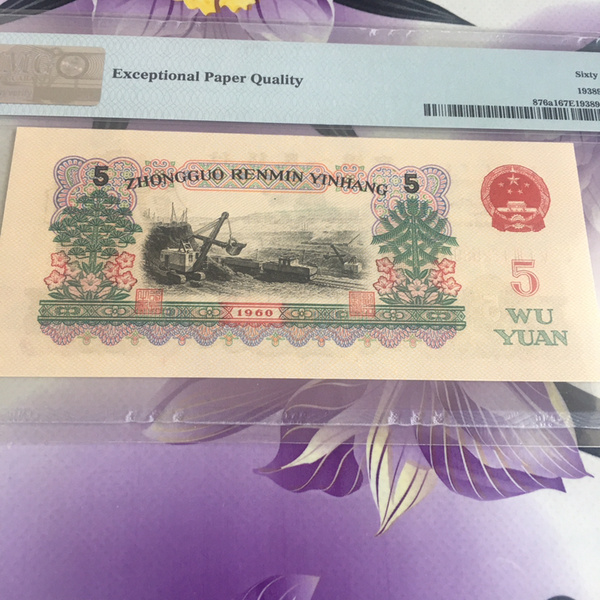 Exceptional Paper Quality
Sixty
19389
876a167E19389
5 ZHONGGUO RENMIN YINHANG 5
5
1960
WU
YUAN